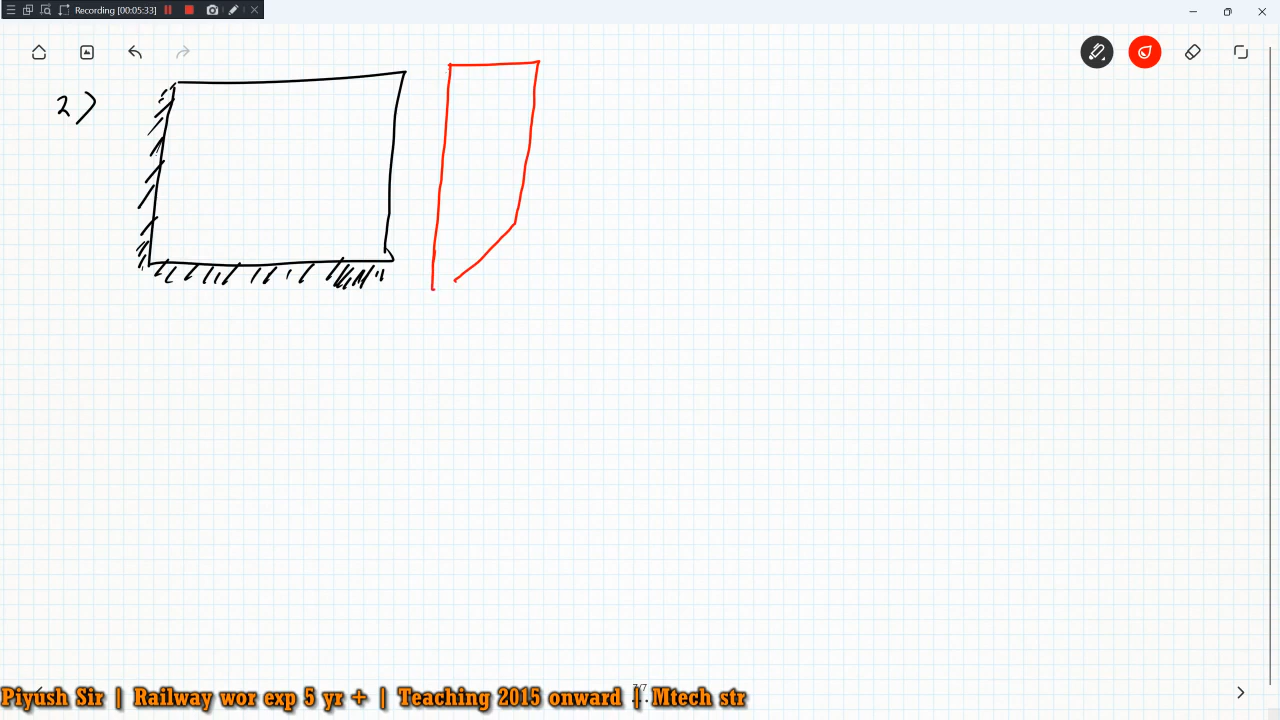 Recording [00:05:33]
2)
Piyush Sir | Railway wor exp 5 yr + | Teaching 2015 onward | Mtech str